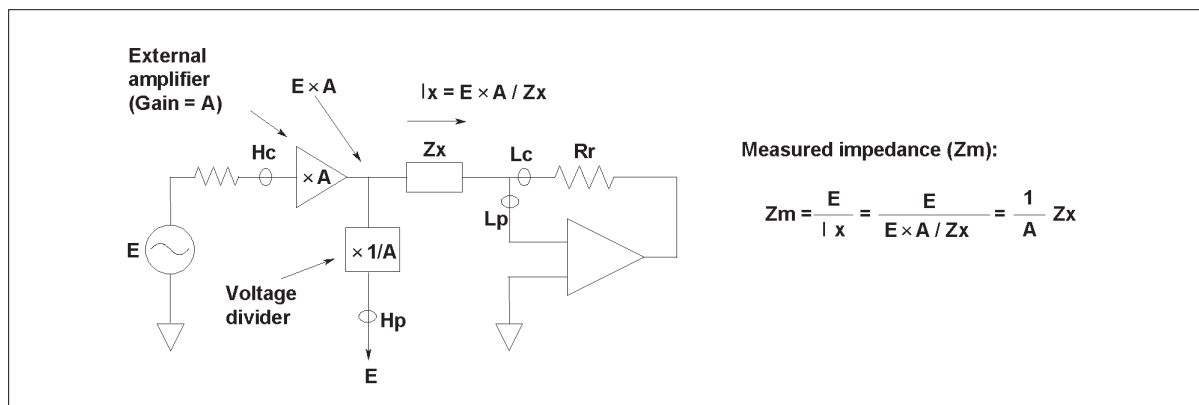 External
amplifier
(Gain = A)
E × A
Ix = E × A / Zx
Hc
× A
Zx
Lc
Rr
Lp
E
× 1/A
Voltage
divider
Hp
E
Measured impedance (Zm):
Zm = E / Ix = E / E × A / Zx = 1 / A Zx